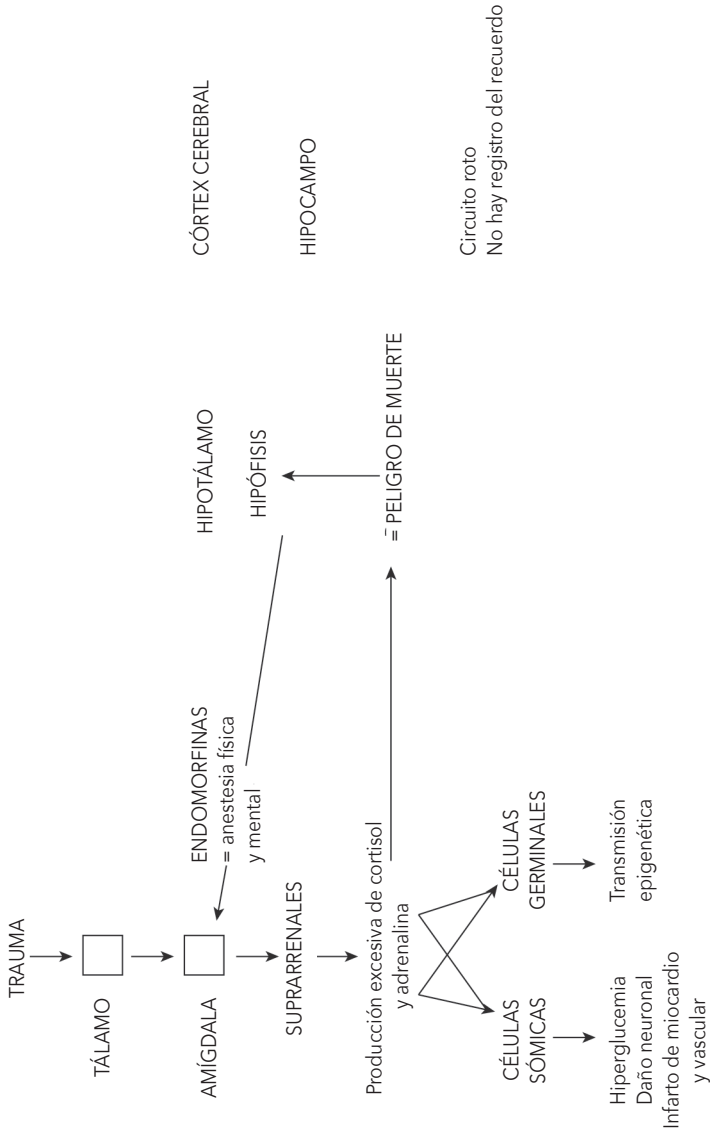 TRAUMA
TÁLAMO
AMÍGDALA
ENDOMORFINAS
= anestesia física
y mental
HIPOTÁLAMO
HIPÓFISIS
CÓRTEX CEREBRAL
HIPOCAMPO
SUPRARRENALES
Producción excesiva de cortisol
y adrenalina
= PELIGRO DE MUERTE
Circuito roto
No hay registro del recuerdo
CÉLULAS
SÓMICAS
CÉLULAS
GERMINALES
Hiperglucemia
Daño neuronal
Infarto de miocardio
y vascular
Transmisión
epigenética